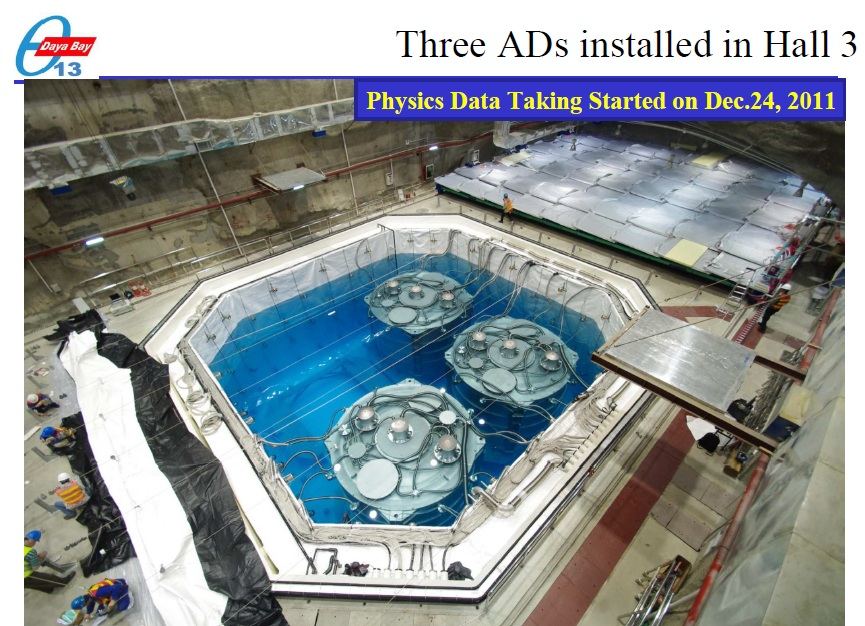 θ
Daya Bay
13
Three ADs installed in Hall 3
Physics Data Taking Started on Dec.24, 2011